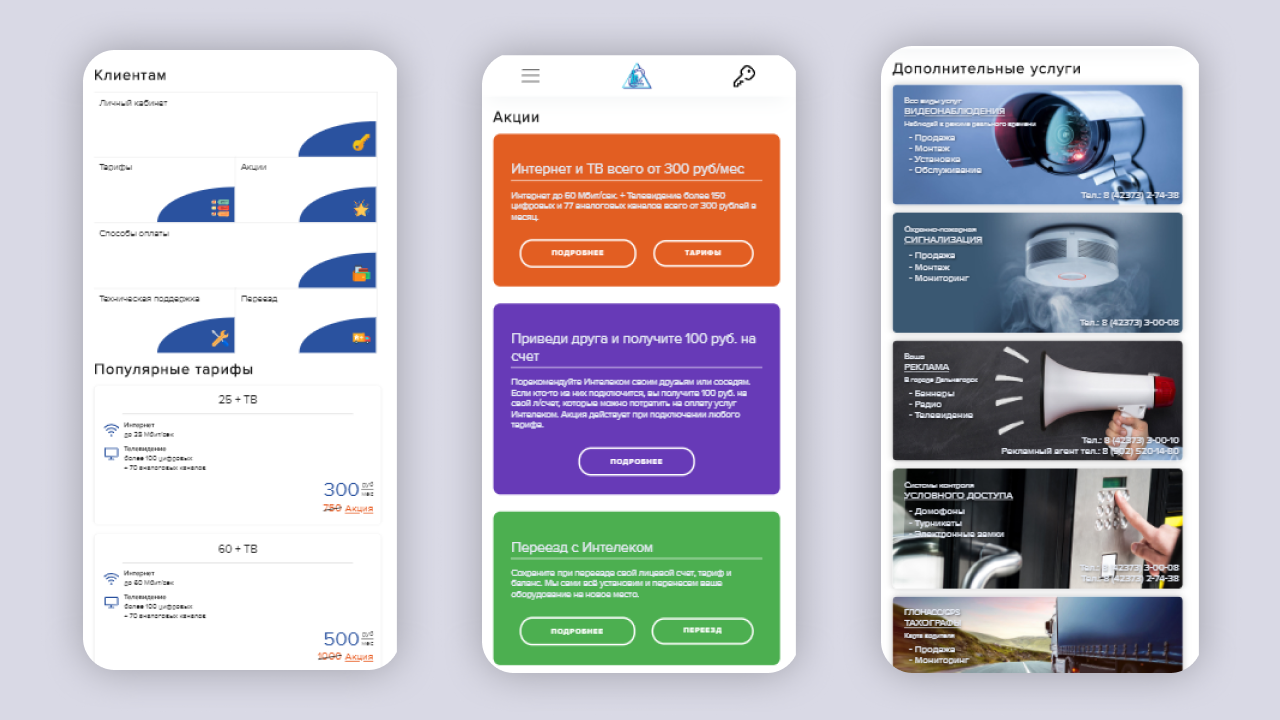 Клиентам
Личный кабинет
Тарифы
Акции
Способы оплаты
Техническая поддержка
Переезд
Популярные тарифы
25 + ТВ
Интернет
до 25 Мбит/сек
Телевидение
более 100 цифровых
+ 70 аналоговых каналов
300 руб мес
750 Акция
60 + ТВ
Интернет
до 60 Мбит/сек
Телевидение
более 100 цифровых
+ 70 аналоговых каналов
500 руб мес
1000 Акция
Акции
Интернет и ТВ всего от 300 руб/мес
Интернет до 50 Мбит/сек. + Телевидение более 150
цифровых и 77 аналоговых каналов всего от 300 рублей в
месяц.
ПОДРОБНЕЕ
ТАРИФЫ
Приведи друга и получите 100 руб. на
счет
Порекомендуйте Интелеком своим друзьям или соседям.
Если кто-то из них подключится, вы получите 100 руб. на
свой л/счет, которые можно потратить на оплату услуг
Интелеком. Акция действует при подключении любого
тарифа.
ПОДРОБНЕЕ
Переезд с Интелеком
Сохраните при переезде свой лицевой счет, тариф и
баланс. Мы сами всё установим и перенесем ваше
оборудование на новое место.
ПОДРОБНЕЕ
ПЕРЕЕЗД
Дополнительные услуги
Все виды услуг
ВИДЕОНАБЛЮДЕНИЯ
Наблюдай в режиме реального времени
- Продажа
- Монтаж
- Установка
- Обслуживание
Тел.: 8 (42373) 2-74-38
Охранно-пожарная
СИГНАЛИЗАЦИЯ
- Продажа
- Монтаж
- Мониторинг
Тел.: 8 (42373) 3-00-08
Ваша
РЕКЛАМА
В городе Дальнегорск
- Баннеры
- Радио
- Телевидение
Тел.: 8 (42373) 3-00-10
Рекламный агент тел.: 8 (902) 520-14-80
Системы контроля
УСЛОВНОГО ДОСТУПА
- Домофоны
- Турникеты
- Электронные замки
Тел.: 8 (42373) 3-00-08
Тел.: 8 (42373) 2-74-38
ГЛОНАСС/GPS
ТАХОГРАФЫ
Карта водителя
- Продажа
- Мониторинг